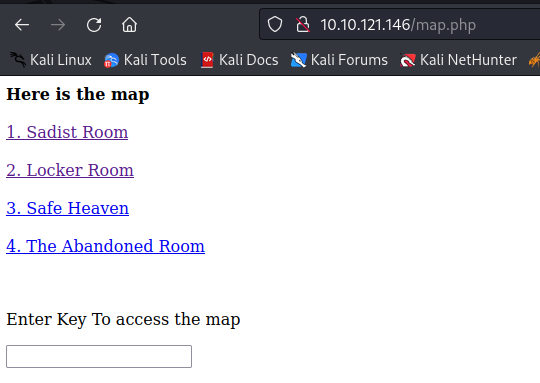 10.10.121.146/map.php
Kali Linux Kali Tools Kali Docs Kali Forums Kali NetHunter
Here is the map
1. Sadist Room
2. Locker Room
3. Safe Heaven
4. The Abandoned Room
Enter Key To access the map